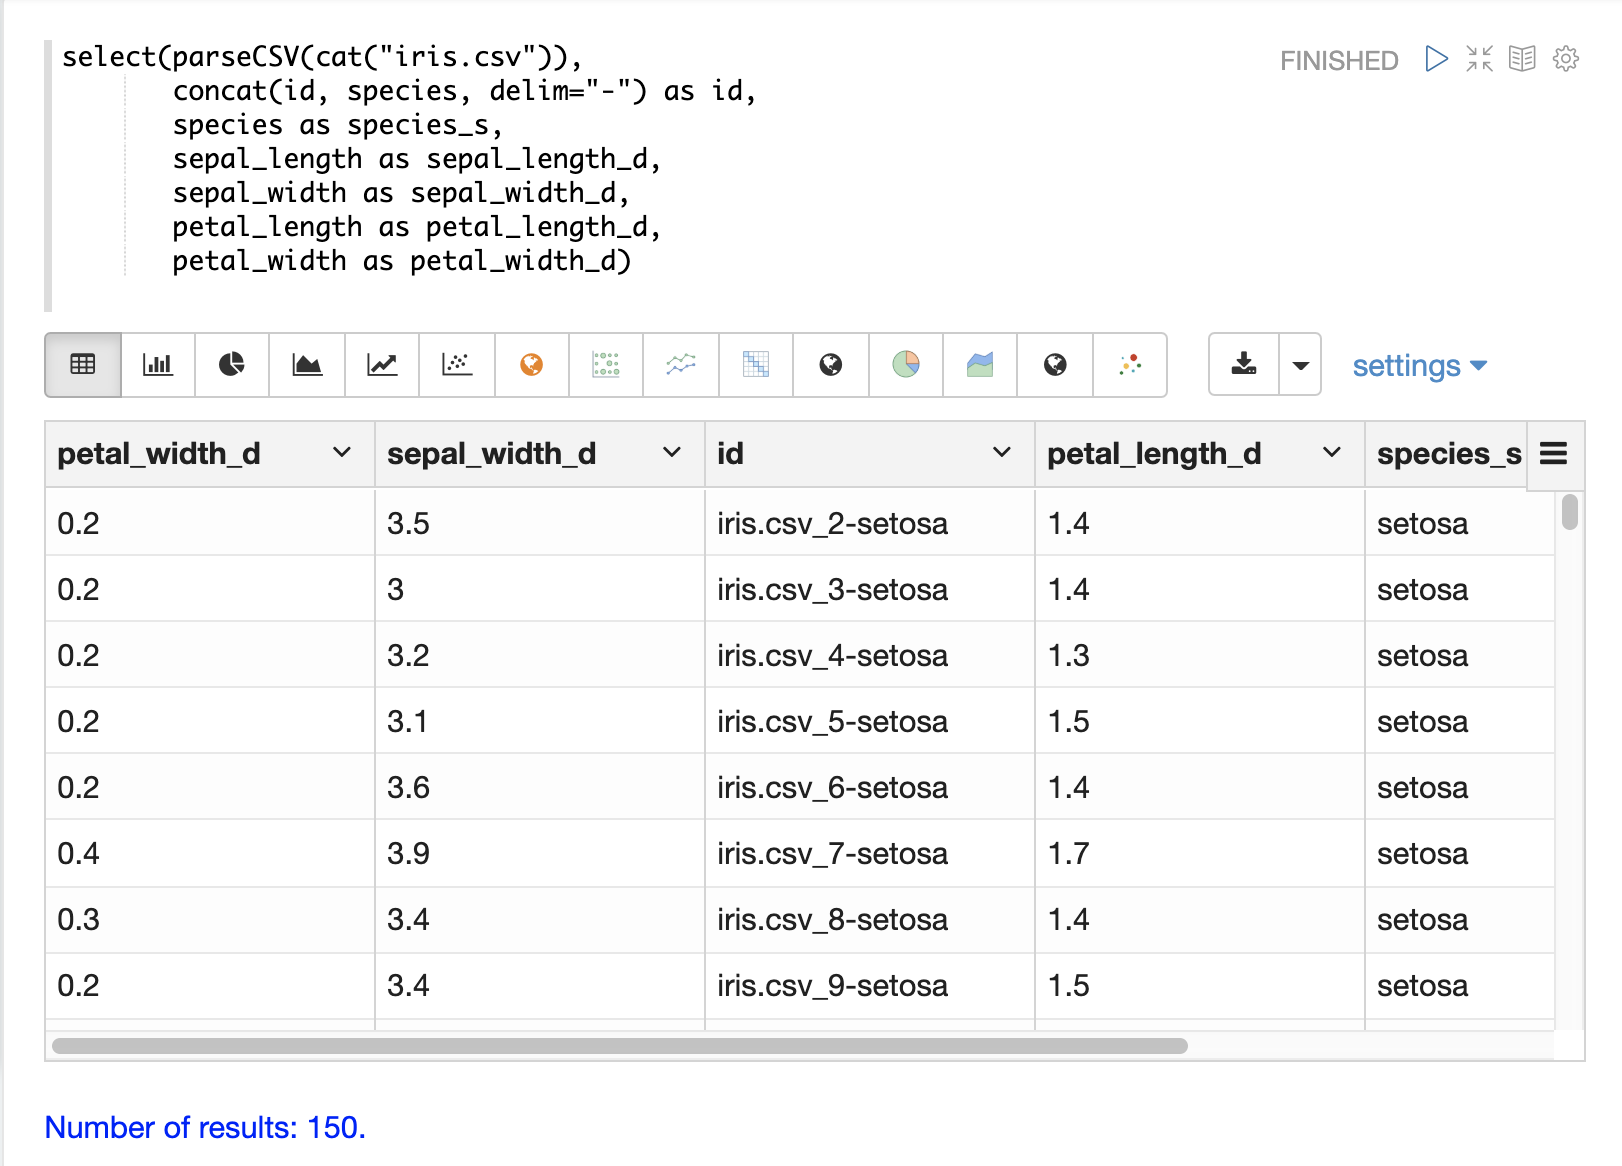 select(parseCSV(cat("iris.csv")),
concat(id, species, delim="-") as id,
species as species_s,
sepal_length as sepal_length_d,
sepal_width as sepal_width_d,
petal_length as petal_length_d,
petal_width as petal_width_d)
FINISHED
settings
petal_width_d sepal_width_d id petal_length_d species_s
0.2 3.5 iris.csv_2-setosa 1.4 setosa
0.2 3 iris.csv_3-setosa 1.4 setosa
0.2 3.2 iris.csv_4-setosa 1.3 setosa
0.2 3.1 iris.csv_5-setosa 1.5 setosa
0.2 3.6 iris.csv_6-setosa 1.4 setosa
0.4 3.9 iris.csv_7-setosa 1.7 setosa
0.3 3.4 iris.csv_8-setosa 1.4 setosa
0.2 3.4 iris.csv_9-setosa 1.5 setosa
Number of results: 150.